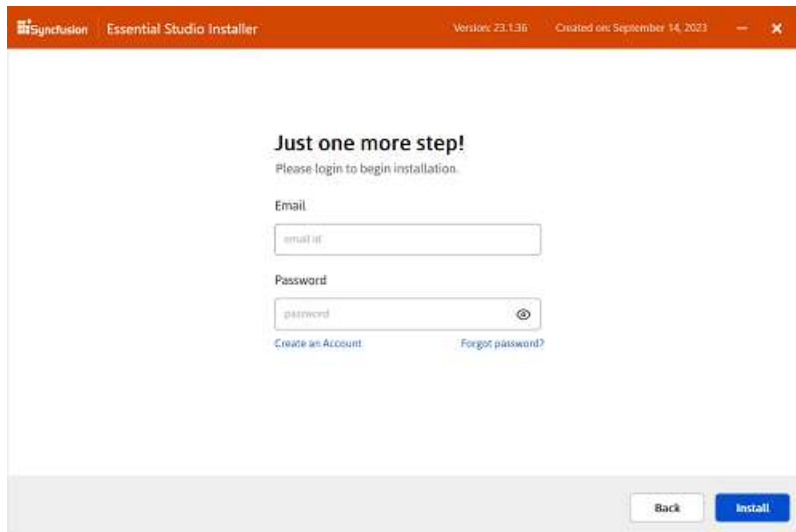 Syncfusion Essential Studio Installer Version: 23.1.36 Created on: September 14, 2023
Just one more step!
Please login to begin installation.
Email
email id
Password
password
Create an Account Forgot password?
Back Install